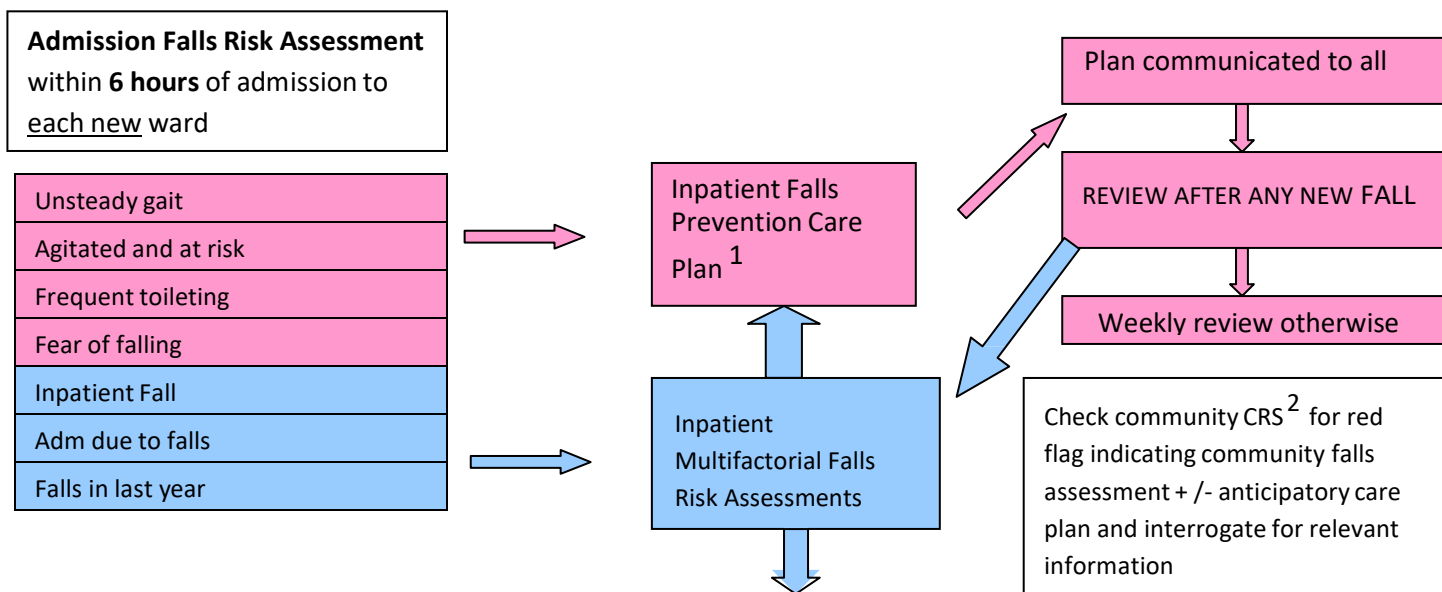 Admission Falls Risk Assessment
within 6 hours of admission to
each new ward
Unsteady gait
Agitated and at risk
Frequent toileting
Fear of falling
Inpatient Fall
Adm due to falls
Falls in last year
Inpatient Falls
Prevention Care
Plan 1
Inpatient
Multifactorial Falls
Risk Assessments
Plan communicated to all
REVIEW AFTER ANY NEW FALL
Weekly review otherwise
Check community CRS 2 for red
flag indicating community falls
assessment + /- anticipatory care
plan and interrogate for relevant
information